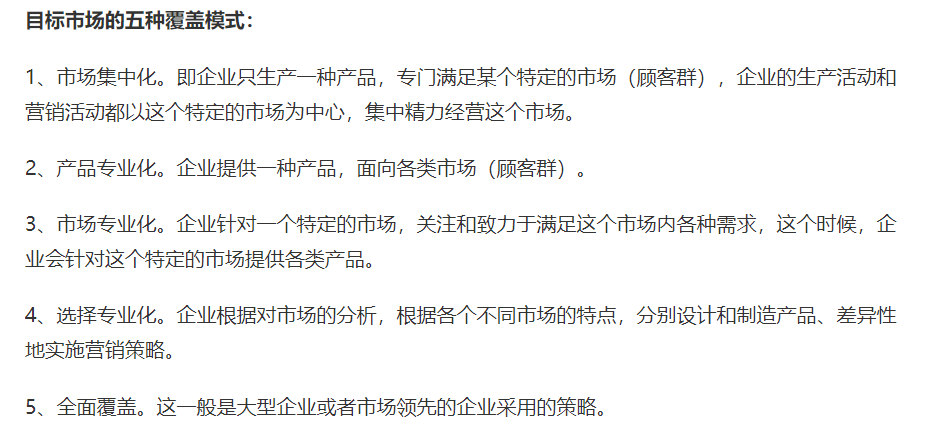 目标市场的五种覆盖模式：
1、市场集中化。即企业只生产一种产品，专门满足某个特定的市场（顾客群），企业的生产活动和
营销活动都以这个特定的市场为中心，集中精力经营这个市场。
2、产品专业化。企业提供一种产品，面向各类市场（顾客群）。
3、市场专业化。企业针对一个特定的市场，关注和致力于满足这个市场内各种需求，这个时候，企
业会针对这个特定的市场提供各类产品。
4、选择专业化。企业根据对市场的分析，根据各个不同市场的特点，分别设计和制造产品、差异性
地实施营销策略。
5、全面覆盖。这一般是大型企业或者市场领先的企业采用的策略。